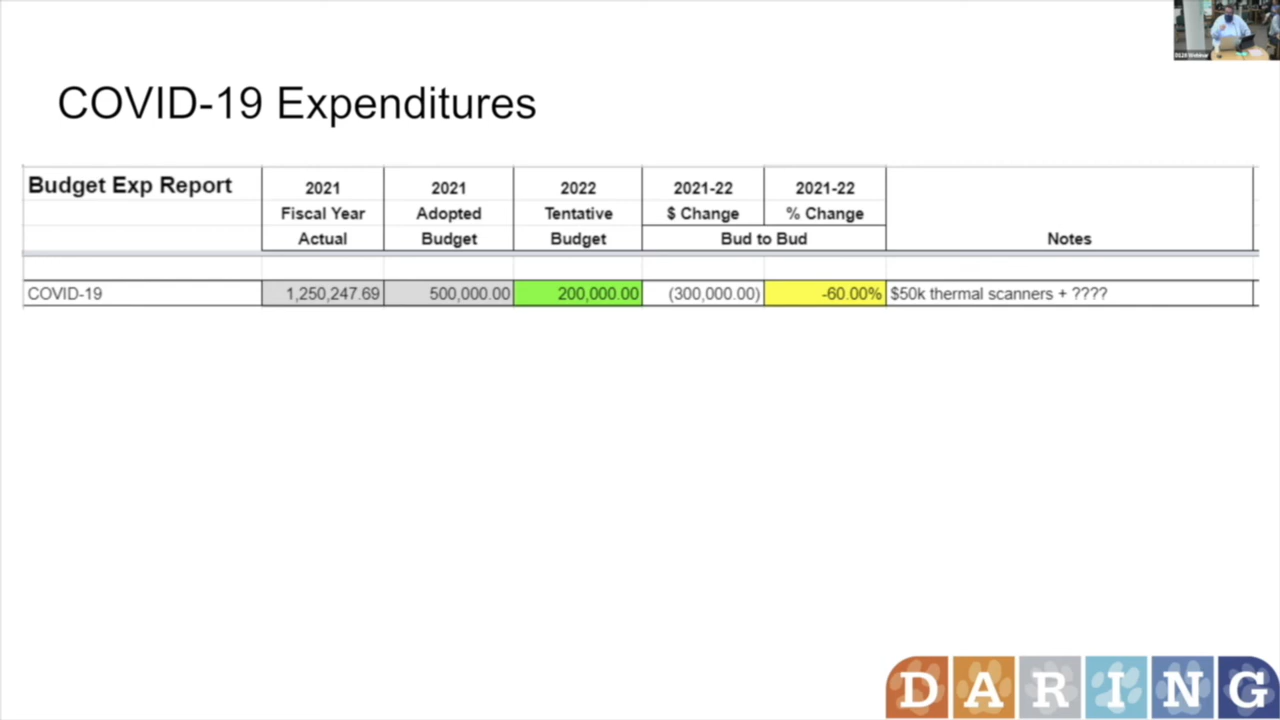 COVID-19 Expenditures
Budget Exp Report 2021 2021 2022 2021-22 2021-22
Fiscal Year Adopted Tentative $ Change % Change
Actual Budget Budget Bud to Bud Notes
COVID-19 1,250,247.69 500,000.00 200,000.00 (300,000.00) -60.00% $50k thermal scanners + ????
DARING